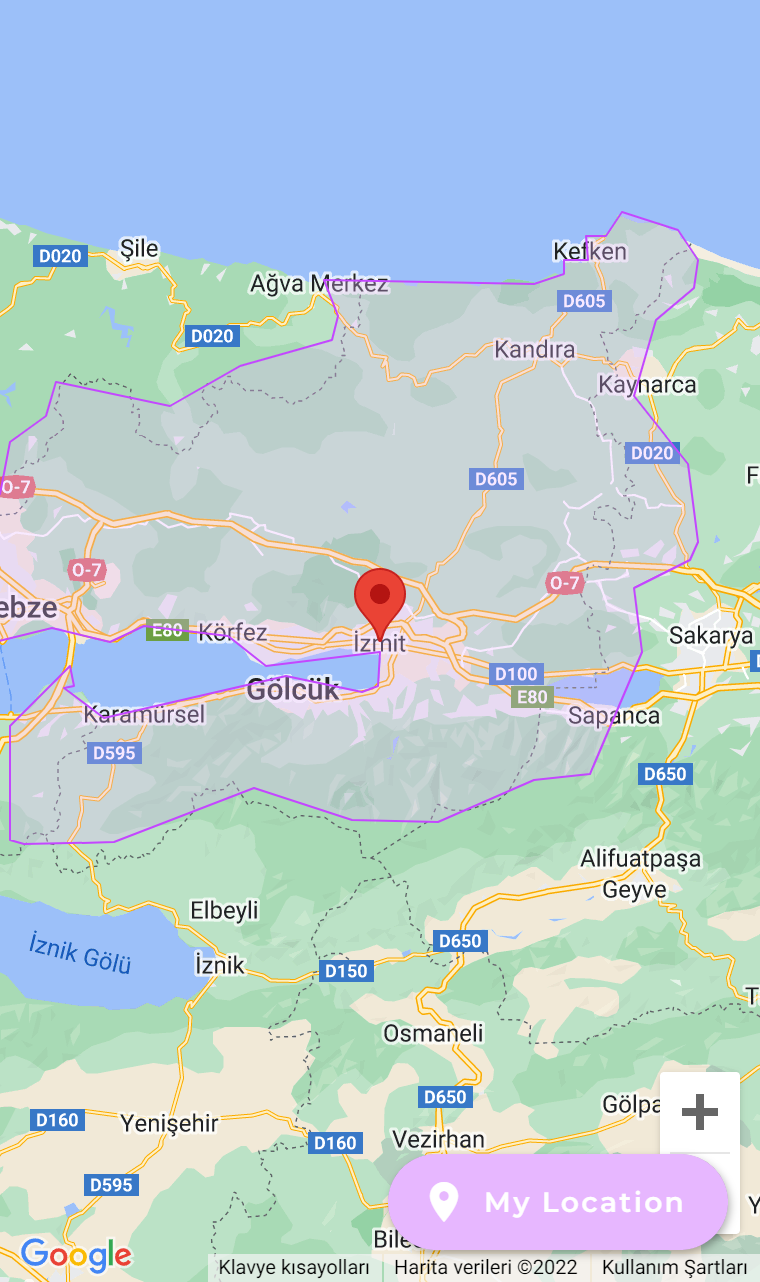 Şile
D020
Kefken
Ağva Merkez
D605
D020
Kandıra
Kaynarca
D020
D605
F
O-7
O-7
O-7
ebze
E80
Körfez
İzmit
Sakarya
D100
E80
Gölcük
Karamürsel
Sapanca
D595
D650
Alifuatpaşa
Geyve
Elbeyli
İznik Gölü
D650
İznik
D150
T
Osmaneli
D650
Gölpa
D160
Yenişehir
D160
Vezirhan
D595
My Location
Y
Biles
Google
Klavye kısayolları
Harita verileri ©2022
Kullanım Şartları